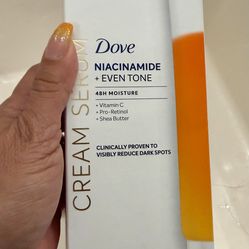 Dove
NIACINAMIDE
+ EVEN TONE
48H MOISTURE
+ Vitamin C
+ Pro-Retinol
+ Shea Butter
CLINICALLY PROVEN TO
VISIBLY REDUCE DARK SPOTS
CREAM SERUM